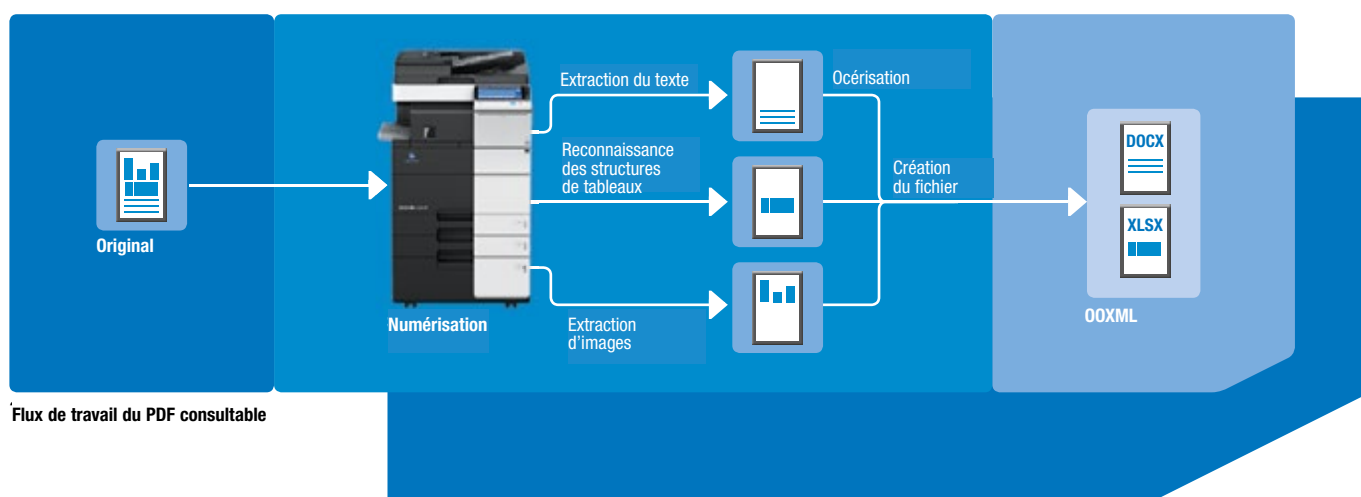 Extraction du texte
Océrisation
Reconnaissance
des structures
de tableaux
Création
du fichier
DOCX
XLSX
Original
Numérisation
Extraction
d'images
OOXML
Flux de travail du PDF consultable